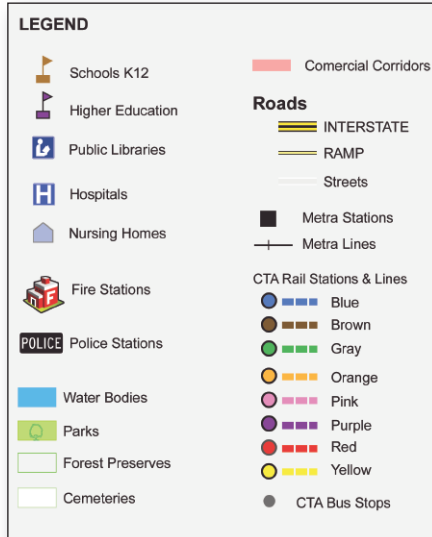 LEGEND
Schools K12
Higher Education
Public Libraries
H
Hospitals
Nursing Homes
F
Fire Stations
POLICE
Police Stations
Water Bodies
Parks
Forest Preserves
Cemeteries
Comercial Corridors
Roads
INTERSTATE
RAMP
Streets
Metra Stations
Metra Lines
CTA Rail Stations & Lines
Blue
Brown
Gray
Orange
Pink
Purple
Red
Yellow
CTA Bus Stops